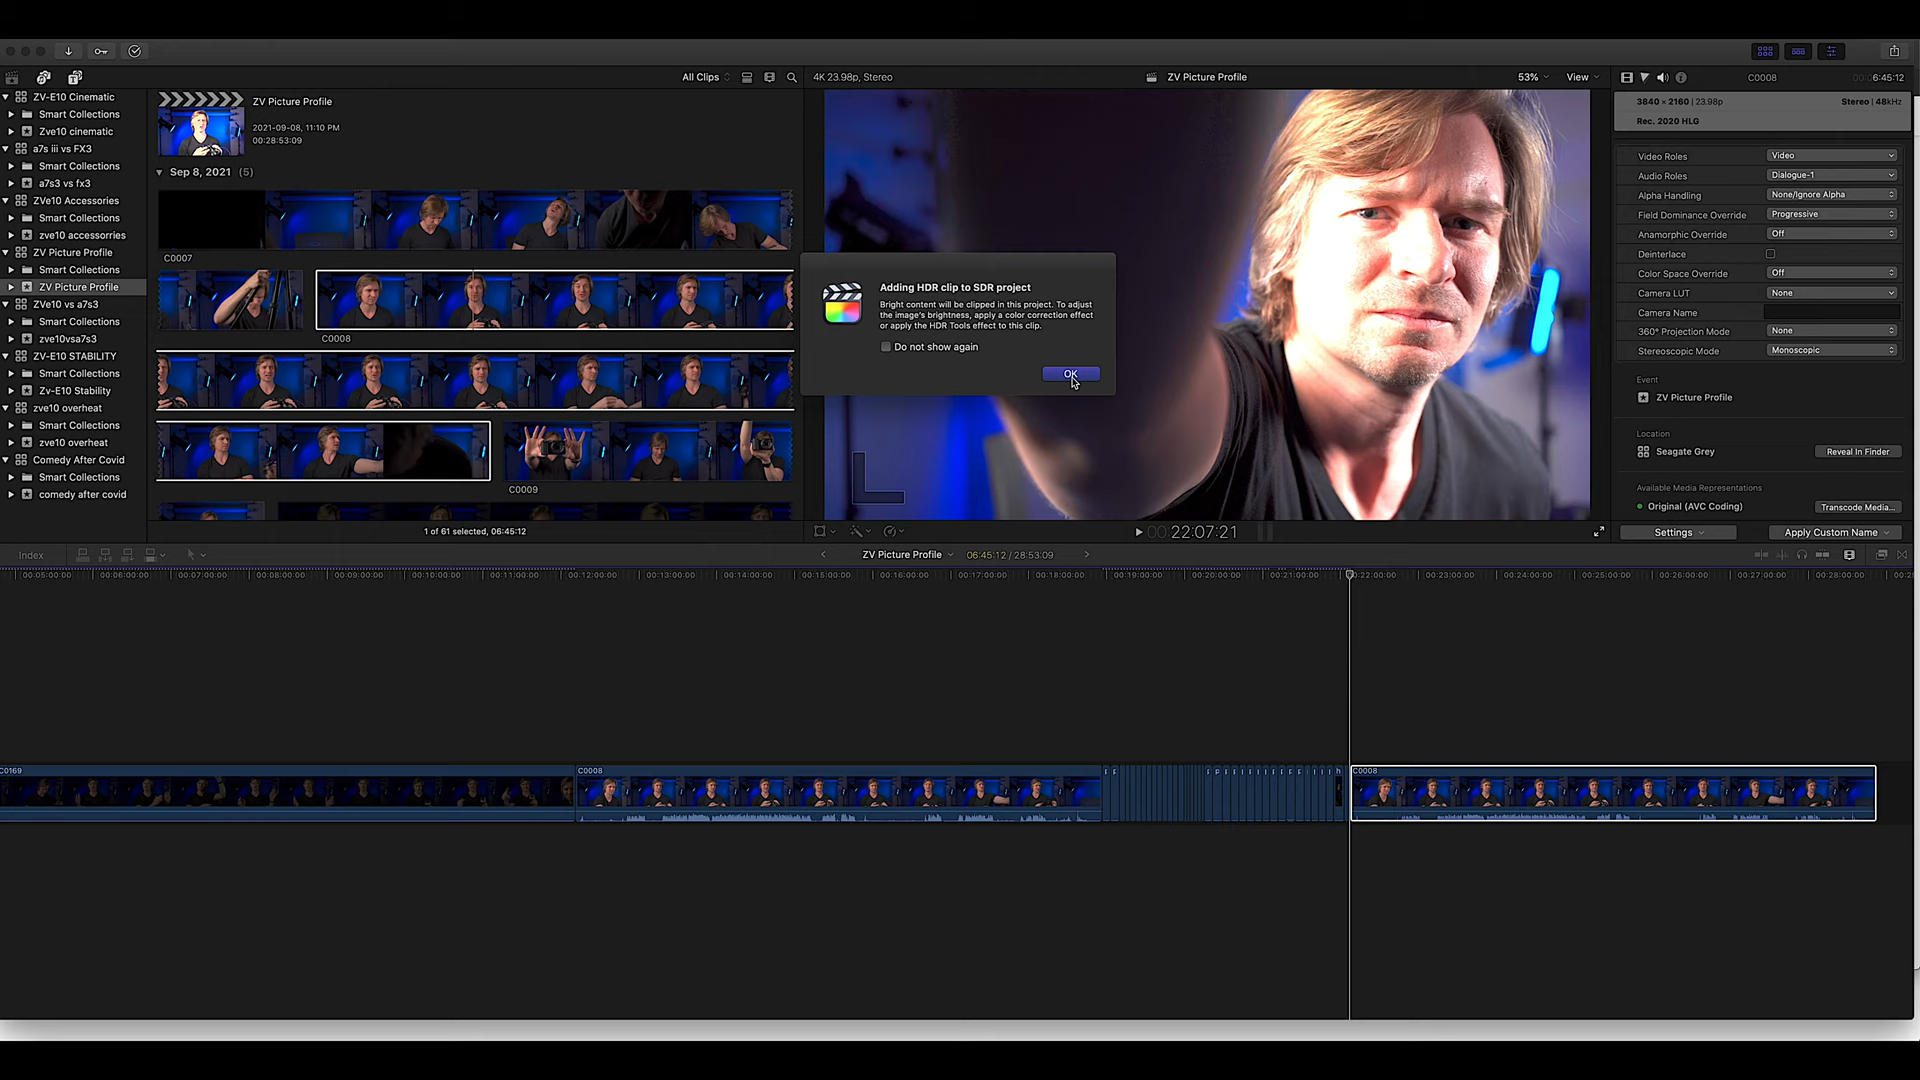 All Clips
4K 23.98p, Stereo
ZV Picture Profile
53%
View
C0008
00:06:45:12
ZV-E10 Cinematic
Smart Collections
Zve10 cinematic
a7s iii vs FX3
Smart Collections
a7s3 vs fx3
ZVe10 Accessories
Smart Collections
zve10 accessorries
ZV Picture Profile
Smart Collections
ZV Picture Profile
ZVe10 vs a7s3
Smart Collections
zve10vsa7s3
ZV-E10 STABILITY
Smart Collections
Zv-E10 Stability
zve10 overheat
Smart Collections
zve10 overheat
Comedy After Covid
Smart Collections
comedy after covid
ZV Picture Profile
2021-09-08, 11:10 PM
00:28:53:09
Sep 8, 2021 (5)
C0007
C0008
C0009
1 of 61 selected, 06:45:12
Adding HDR clip to SDR project
Bright content will be clipped in this project. To adjust
the image's brightness, apply a color correction effect
or apply the HDR Tools effect to this clip.
Do not show again
OK
00:22:07:21
3840 × 2160 | 23.98p
Stereo | 48kHz
Rec. 2020 HLG
Video Roles Video
Audio Roles Dialogue-1
Alpha Handling None/Ignore Alpha
Field Dominance Override Progressive
Anamorphic Override Off
Deinterlace
Color Space Override Off
Camera LUT None
Camera Name
360° Projection Mode None
Stereoscopic Mode Monoscopic
Event
ZV Picture Profile
Location
Seagate Grey Reveal In Finder
Available Media Representations
Original (AVC Coding) Transcode Media...
Settings Apply Custom Name
Index
ZV Picture Profile
06:45:12 / 28:53:09
00:05:00:00 00:06:00:00 00:07:00:00 00:08:00:00 00:09:00:00 00:10:00:00 00:11:00:00 00:12:00:00 00:13:00:00 00:14:00:00 00:15:00:00 00:16:00:00 00:17:00:00 00:18:00:00 00:19:00:00 00:20:00:00 00:21:00:00 00:22:00:00 00:23:00:00 00:24:00:00 00:25:00:00 00:26:00:00 00:27:00:00 00:28:00:00
C0169
C0008
C0008